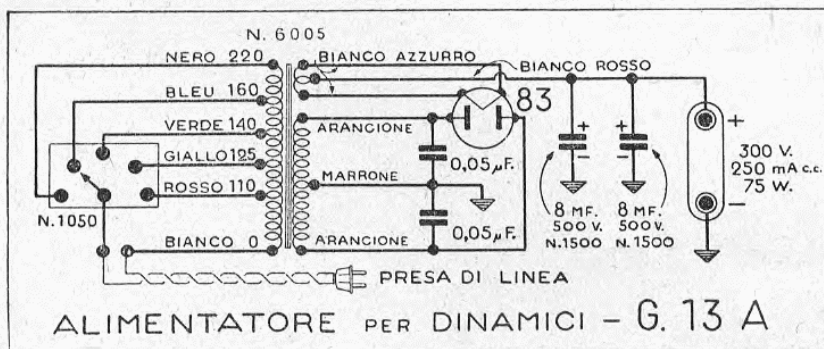 N. 6005
NERO 220
BIANCO AZZURRO
BIANCO ROSSO
BLEU 160
83
VERDE 140
ARANCIONE
GIALLO 125
0,05 µF.
ROSSO 110
MARRONE
N.1050
BIANCO 0
ARANCIONE
0,05 µF.
+
-
8 MF.
500 V.
N.1500
+
-
8 MF.
500 V.
N.1500
+
300 V.
250 mA c.c.
75 W.
-
PRESA DI LINEA
ALIMENTATORE PER DINAMICI - G. 13 A